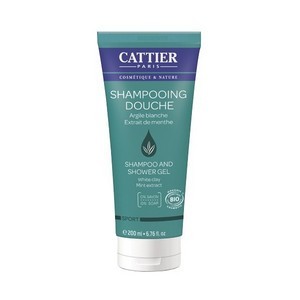 CATTIER
PARIS
COSMÉTIQUE & NATURE
SHAMPOOING
DOUCHE
Argile blanche
Extrait de menthe
SHAMPOO AND
SHOWER GEL
White clay
Mint extract
BIO
SPORT
e 200 ml • 6.76 fl. oz